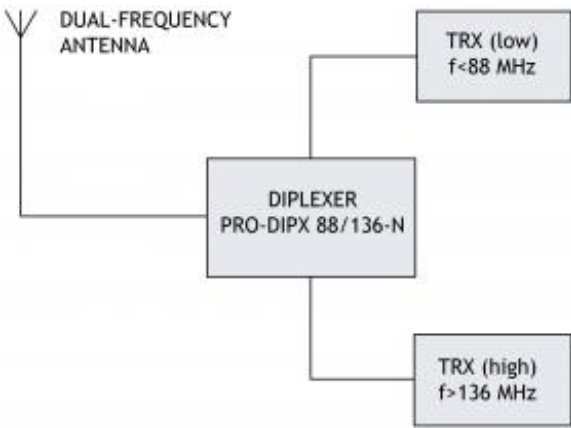 DUAL-FREQUENCY
ANTENNA
TRX (low)
f<88 MHz
DIPLEXER
PRO-DIPX 88/136-N
TRX (high)
f>136 MHz